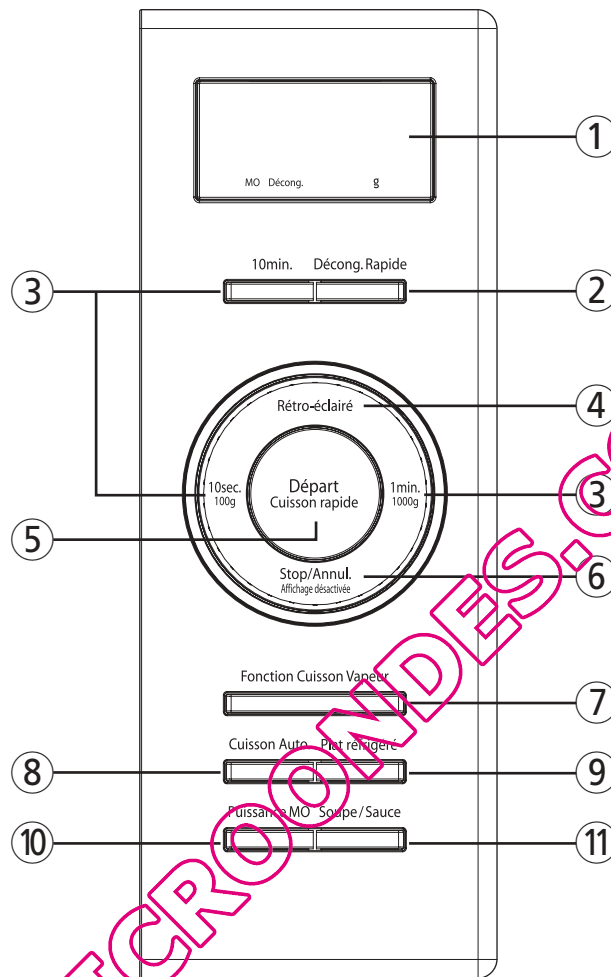 1
MO Décong. g
10min. Décong. Rapide
3
2
Rétro-éclairé
4
10sec.
100g
Départ
Cuisson rapide
1min.
1000g
3
5
Stop/Annul.
Affichage désactivée
6
Fonction Cuisson Vapeur
7
Cuisson Auto. Plat réfrigéré
8
9
Puissance MO Soupe/Sauce
10
11